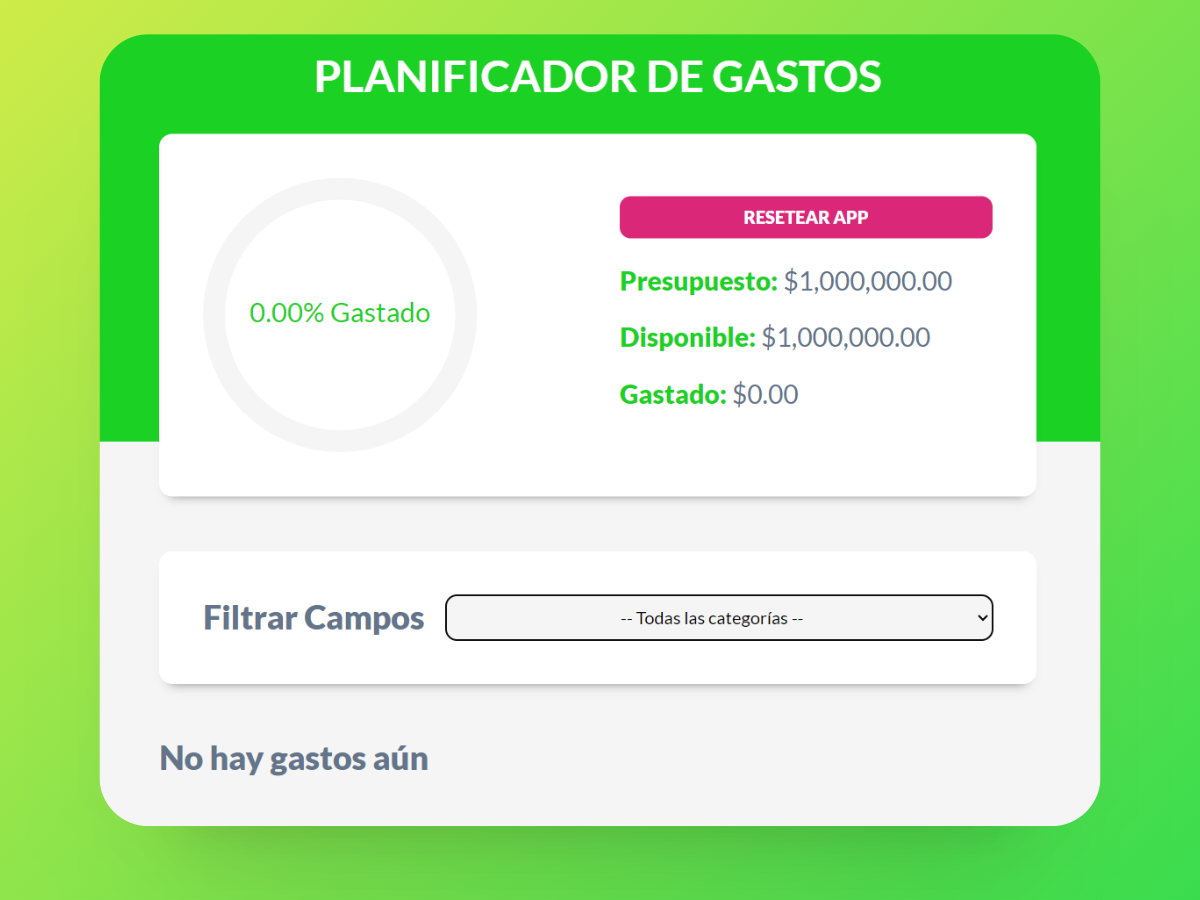 PLANIFICADOR DE GASTOS
0.00% Gastado
RESETEAR APP
Presupuesto: $1,000,000.00
Disponible: $1,000,000.00
Gastado: $0.00
Filtrar Campos
-- Todas las categorías --
No hay gastos aún